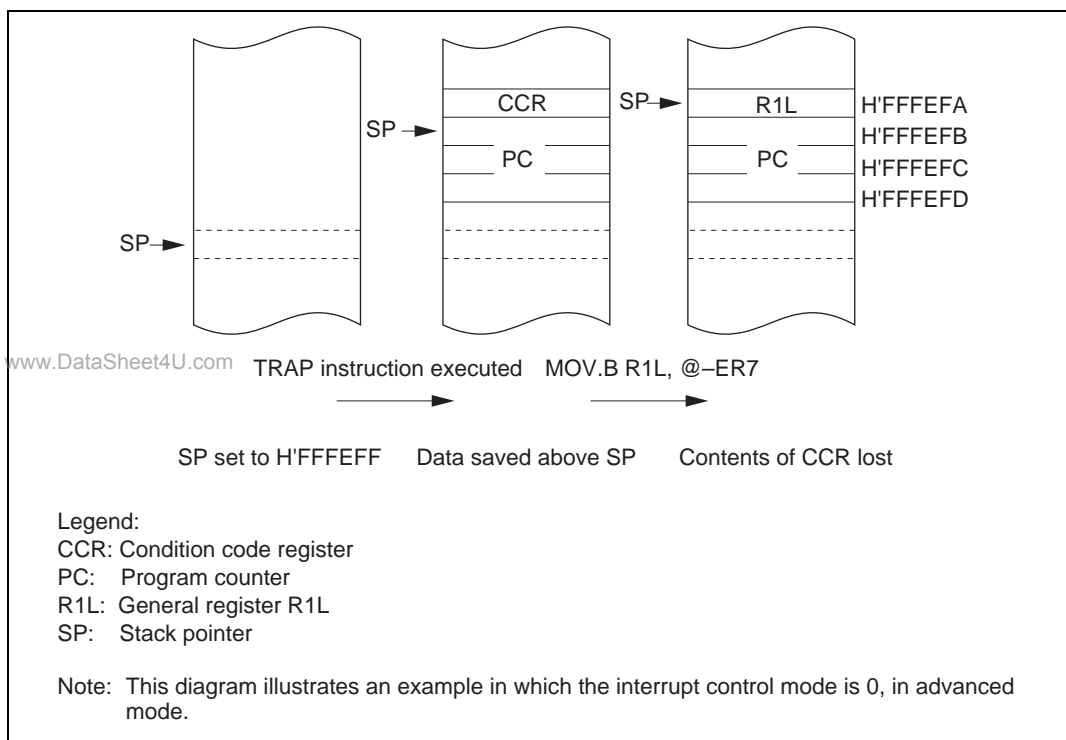 CCR
SP
R1L
H'FFFEFA
SP
H'FFFEFB
PC
PC
H'FFFEFC
H'FFFEFD
SP
www.DataSheet4U.com
TRAP instruction executed
MOV.B R1L, @–ER7
SP set to H'FFFEFF
Data saved above SP
Contents of CCR lost
Legend:
CCR: Condition code register
PC: Program counter
R1L: General register R1L
SP: Stack pointer
Note: This diagram illustrates an example in which the interrupt control mode is 0, in advanced
mode.